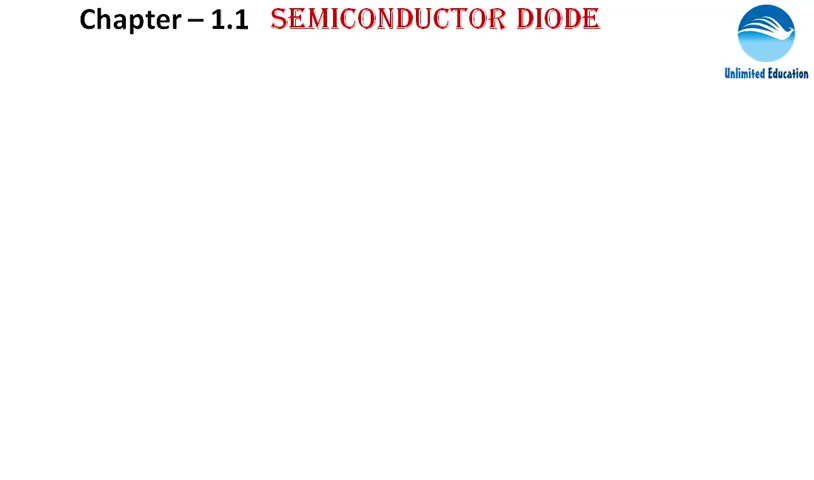 Chapter – 1.1 SEMICONDUCTOR DIODE
Unlimited Education